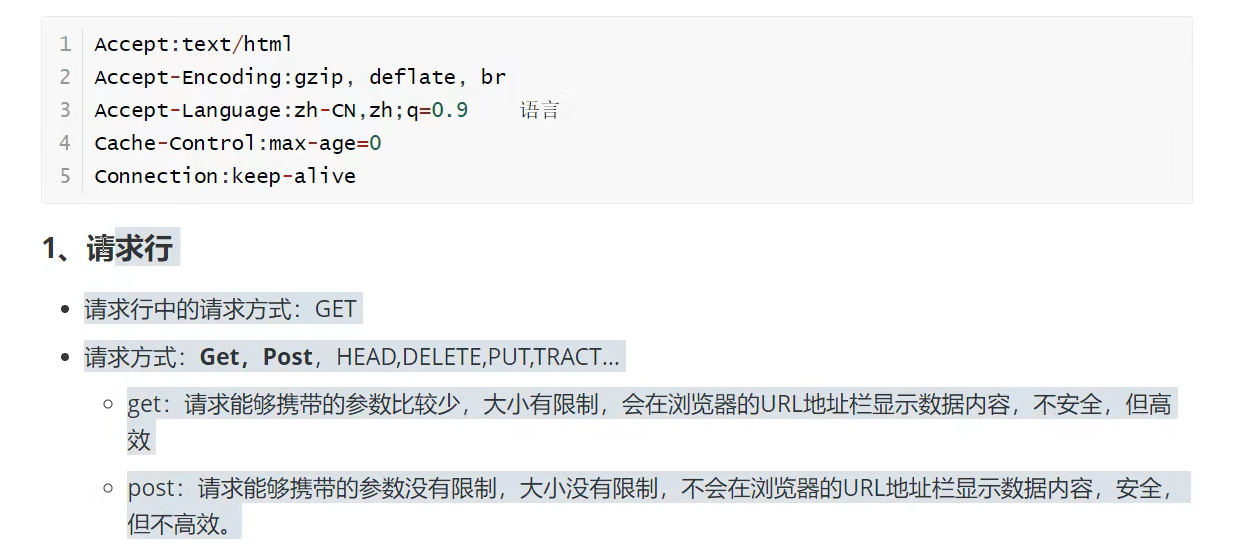 1 Accept:text/html
2 Accept-Encoding:gzip, deflate, br
3 Accept-Language:zh-CN,zh;q=0.9 语言
4 Cache-Control:max-age=0
5 Connection:keep-alive
1、请求行
• 请求行中的请求方式：GET
• 请求方式：Get，Post，HEAD,DELETE,PUT,TRACT...
◦ get：请求能够携带的参数比较少，大小有限制，会在浏览器的URL地址栏显示数据内容，不安全，但高
效
◦ post：请求能够携带的参数没有限制，大小没有限制，不会在浏览器的URL地址栏显示数据内容，安全，
但不高效。